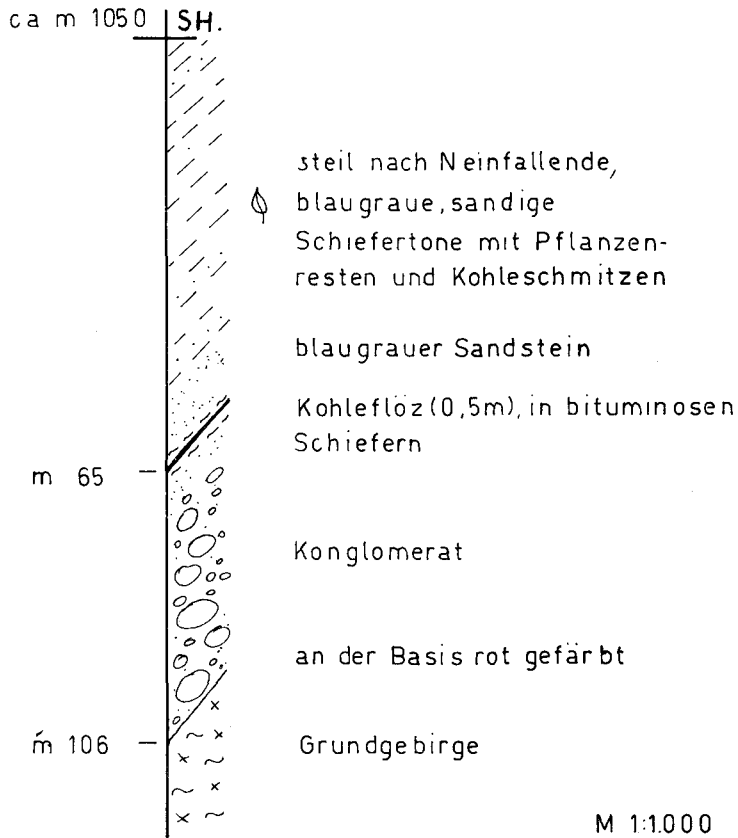 ca m 1050 SH.
steil nach Neinfallende,
blaugraue, sandige
Schiefertone mit Pflanzen-
resten und Kohleschmitzen
blaugrauer Sandstein
Kohleflöz (0,5m), in bituminosen
Schiefern
m 65
Konglomerat
an der Basis rot gefärbt
m 106
Grundgebirge
M 1:1.000